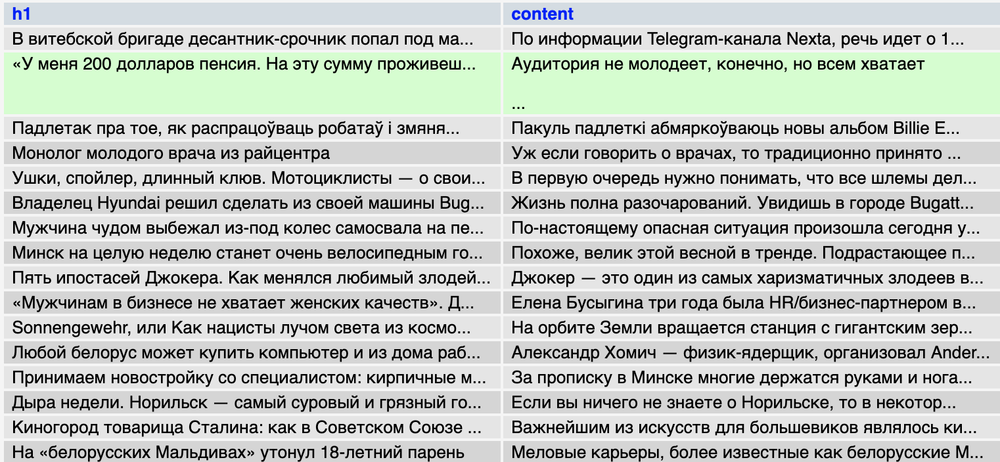 h1 content
В витебской бригаде десантник-срочник попал под ма... По информации Telegram-канала Nexta, речь идет о 1...
«У меня 200 долларов пенсия. На эту сумму проживеш... Аудитория не молодеет, конечно, но всем хватает
...
Падлетак пра тое, як распрацоўваць робатаў і змяня... Пакуль падлеткі абмяркоўваюць новы альбом Billie E...
Монолог молодого врача из райцентра Уж если говорить о врачах, то традиционно принято ...
Ушки, спойлер, длинный клюв. Мотоциклисты — о свои... В первую очередь нужно понимать, что все шлемы дел...
Владелец Hyundai решил сделать из своей машины Bug... Жизнь полна разочарований. Увидишь в городе Bugatt...
Мужчина чудом выбежал из-под колес самосвала на пе... По-настоящему опасная ситуация произошла сегодня у...
Минск на целую неделю станет очень велосипедным го... Похоже, велик этой весной в тренде. Подрастающее п...
Пять ипостасей Джокера. Как менялся любимый злодей... Джокер — это один из самых харизматичных злодеев в...
«Мужчинам в бизнесе не хватает женских качеств». Д... Елена Бусыгина три года была HR/бизнес-партнером в...
Sonnengewehr, или Как нацисты лучом света из космо... На орбите Земли вращается станция с гигантским зер...
Любой белорус может купить компьютер и из дома раб... Александр Хомич — физик-ядерщик, организовал Ander...
Принимаем новостройку со специалистом: кирпичные м... За прописку в Минске многие держатся руками и нога...
Дыра недели. Норильск — самый суровый и грязный го... Если вы ничего не знаете о Норильске, то в некотор...
Киногород товарища Сталина: как в Советском Союзе ... Важнейшим из искусств для большевиков являлось ки...
На «белорусских Мальдивах» утонул 18-летний парень Меловые карьеры, более известные как белорусские М...